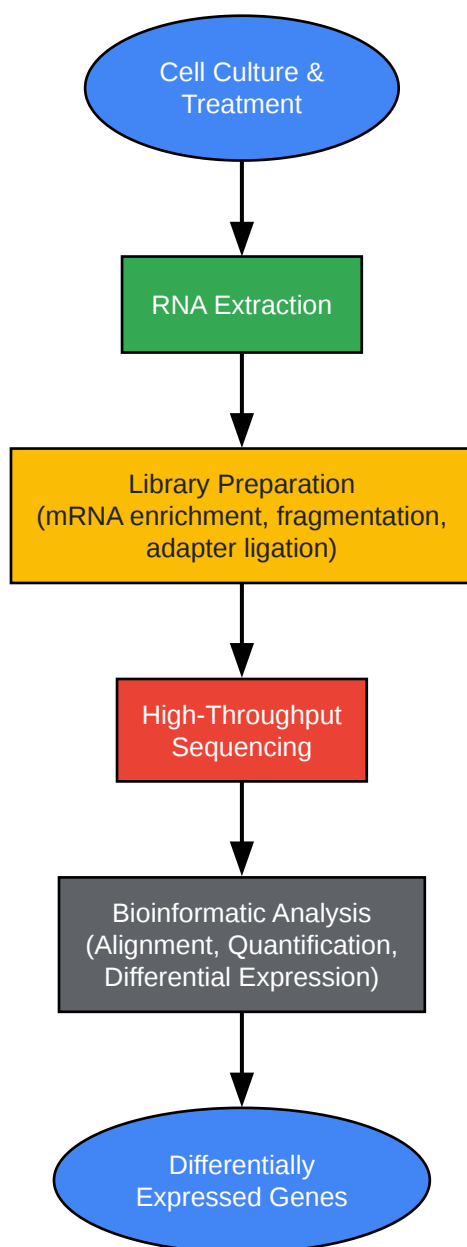 Cell Culture &
Treatment
RNA Extraction
Library Preparation
(mRNA enrichment, fragmentation,
adapter ligation)
High-Throughput
Sequencing
Bioinformatic Analysis
(Alignment, Quantification,
Differential Expression)
Differentially
Expressed Genes